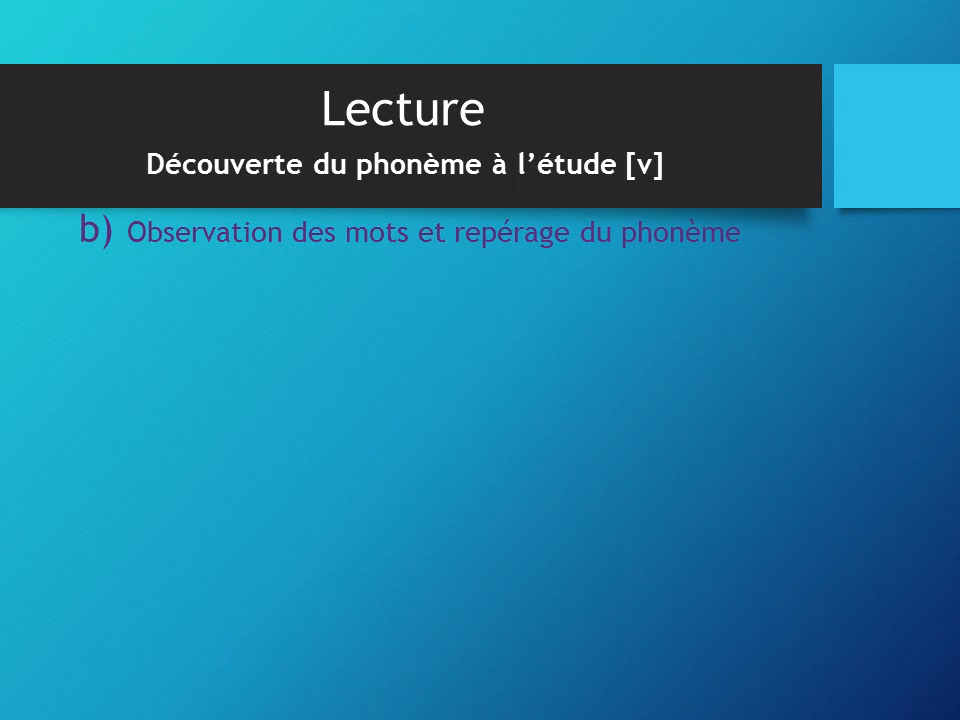 Lecture
Découverte du phonème à l’étude [v]
b) Observation des mots et repérage du phonème